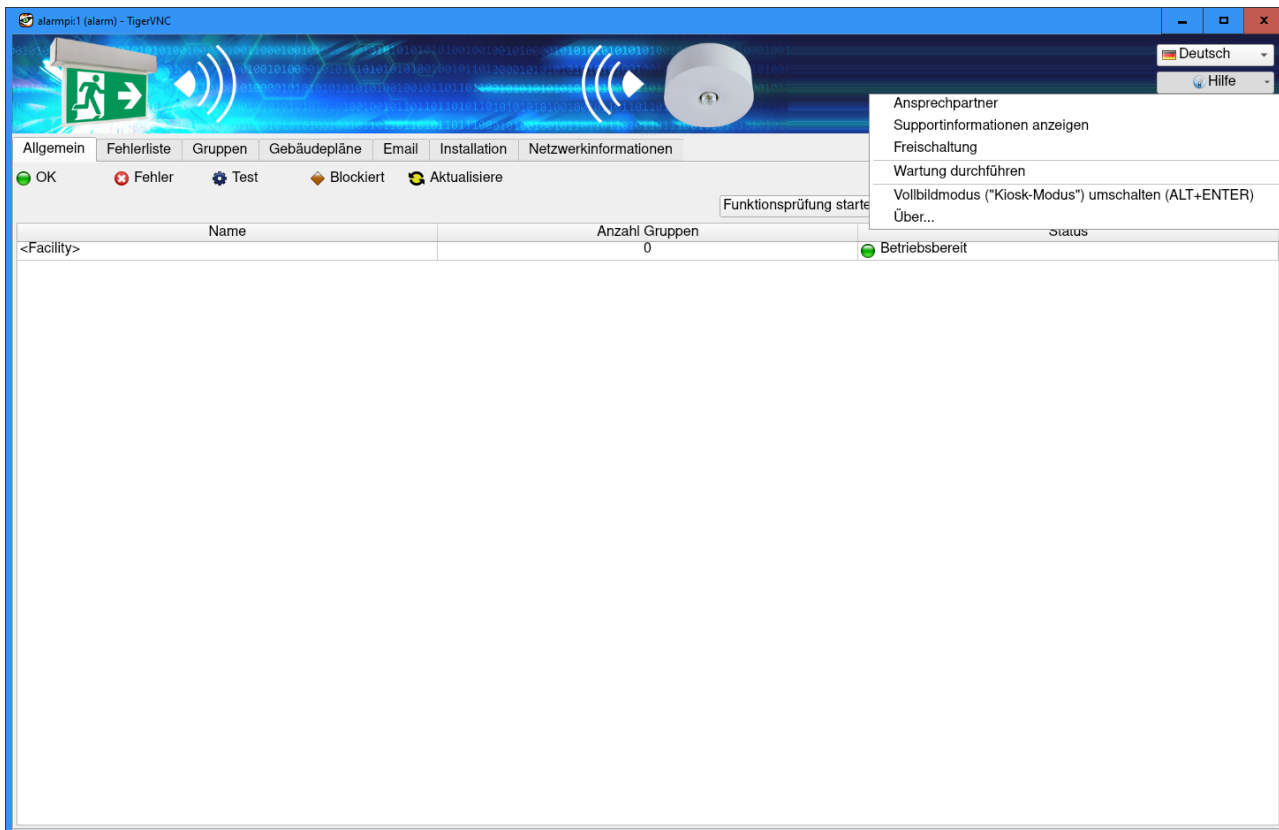 alarmpi:1 (alarm) - TigerVNC
Deutsch
Hilfe
Ansprechpartner
Supportinformationen anzeigen
Freischaltung
Wartung durchführen
Vollbildmodus ("Kiosk-Modus") umschalten (ALT+ENTER)
Über...
Allgemein Fehlerliste Gruppen Gebäudepläne Email Installation Netzwerkinformationen
OK Fehler Test Blockiert Aktualisiere
Funktionsprüfung starte
Name Anzahl Gruppen Status
<Facility> 0 Betriebsbereit